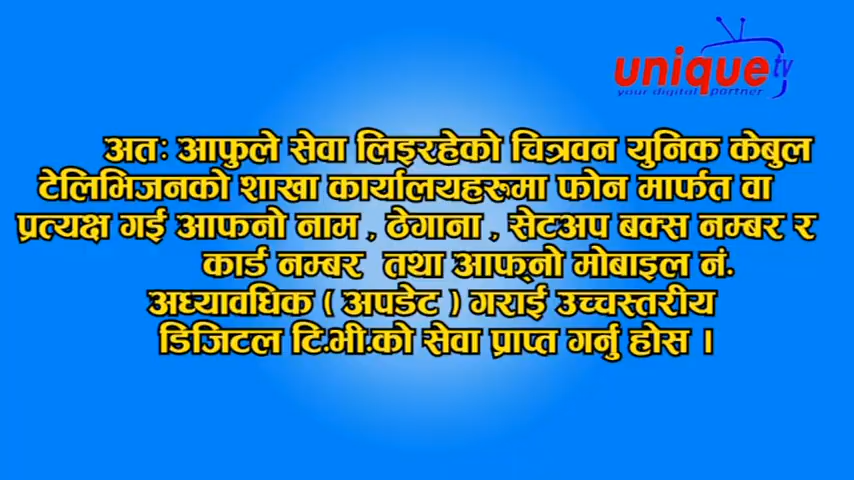 unique tv
your digital partner
अतः आफुले सेवा लिइरहेको चित्रवन युनिक केबुल
टेलिभिजनको शाखा कार्यालयहरुमा फोन मार्फत वा
प्रत्यक्ष गई आफनो नाम , ठेगाना , सेटअप बक्स नम्बर र
कार्ड नम्बर तथा आफ्नो मोबाइल नं.
अध्यावधिक ( अपडेट ) गराई उच्चस्तरीय
डिजिटल टि.भी.को सेवा प्राप्त गर्नु होस ।